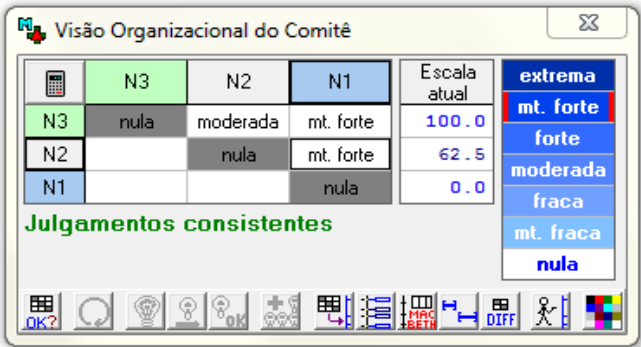 Visão Organizacional do Comitê
N3 N2 N1 Escala atual
N3 nula moderada mt. forte 100.0
N2 nula mt. forte 62.5
N1 nula 0.0
Julgamentos consistentes
extrema
mt. forte
forte
moderada
fraca
mt. fraca
nula
OK? OK MAC BETH DIFF